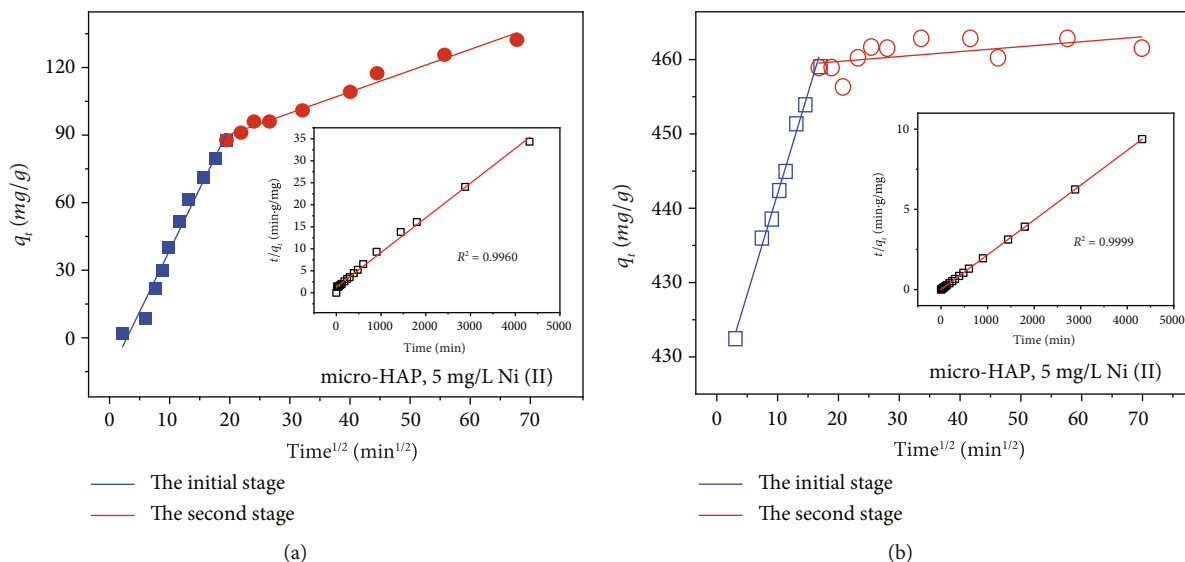 120
90
60
30
0
q_t (mg/g)
35
30
25
20
15
10
5
0
t/q_t (min·g/mg)
R² = 0.9960
0 1000 2000 3000 4000 5000
Time (min)
micro-HAP, 5 mg/L Ni (II)
0 10 20 30 40 50 60 70
Time^1/2 (min^1/2)
The initial stage
The second stage
(a)
460
450
440
430
430
q_t (mg/g)
10
5
0
t/q_t (min·g/mg)
R² = 0.9999
0 1000 2000 3000 4000 5000
Time (min)
micro-HAP, 5 mg/L Ni (II)
0 10 20 30 40 50 60 70
Time^1/2 (min^1/2)
The initial stage
The second stage
(b)